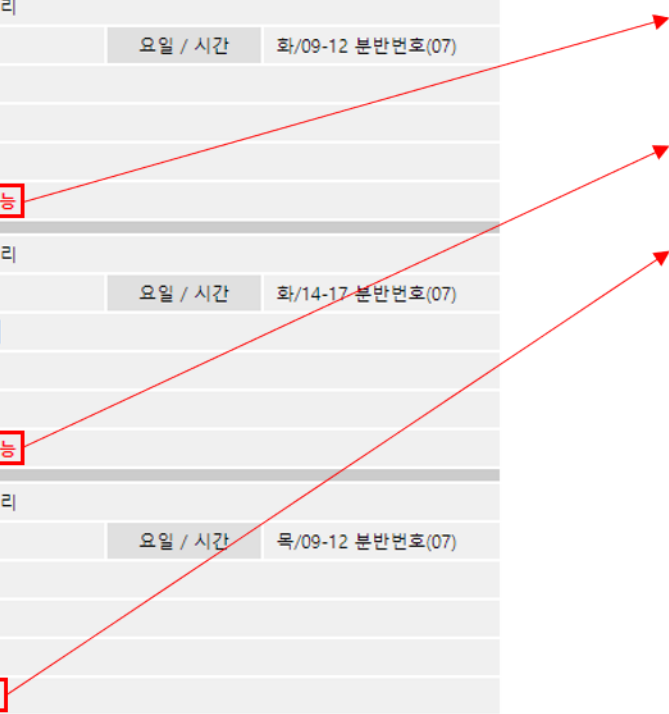 리
요일 / 시간 화/09-12 분반번호(07)
능
리
요일 / 시간 화/14-17 분반번호(07)
능
리
요일 / 시간 목/09-12 분반번호(07)